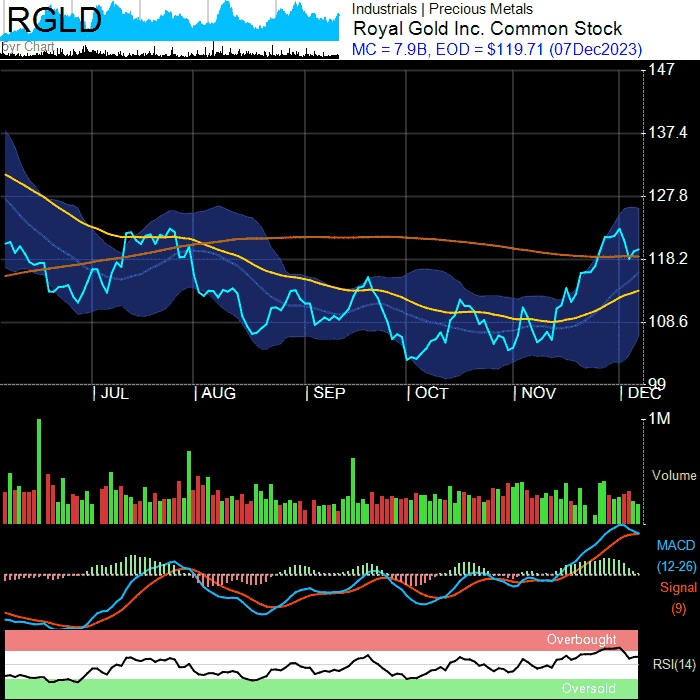 RGLD
5yr Chart
Industrials | Precious Metals
Royal Gold Inc. Common Stock
MC = 7.9B, EOD = $119.71 (07Dec2023)
147
137.4
127.8
118.2
108.6
99
JUL
AUG
SEP
OCT
NOV
DEC
1M
Volume
MACD
(12-26)
Signal
(9)
Overbought
RSI(14)
Oversold